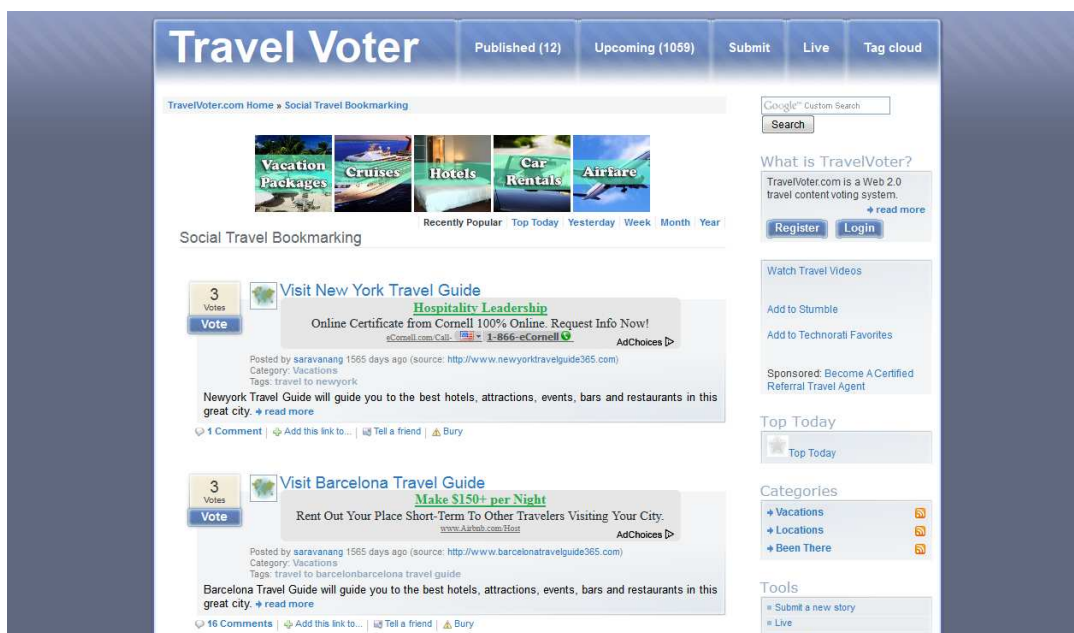 Travel Voter
Published (12)
Upcoming (1059)
Submit
Live
Tag cloud
TravelVoter.com Home » Social Travel Bookmarking
Vacation
Packages
Cruises
Hotels
Car
Rentals
Airfare
Recently Popular | Top Today | Yesterday | Week | Month | Year
Social Travel Bookmarking
3
Votes
Vote
Visit New York Travel Guide
Hospitality Leadership
Online Certificate from Cornell 100% Online. Request Info Now!
eCornell.com/Call- 1-866-eCornell
AdChoices
Posted by saravanang 1565 days ago (source: http://www.newyorktravelguide365.com)
Category: Vacations
Tags: travel to newyork
Newyork Travel Guide will guide you to the best hotels, attractions, events, bars and restaurants in this
great city. read more
1 Comment | Add this link to... | Tell a friend | Bury
3
Votes
Vote
Visit Barcelona Travel Guide
Make $150+ per Night
Rent Out Your Place Short-Term To Other Travelers Visiting Your City.
www.Airbnb.com/Host
AdChoices
Posted by saravanang 1565 days ago (source: http://www.barcelonatravelguide365.com)
Category: Vacations
Tags: travel to barcelonbarcelona travel guide
Barcelona Travel Guide will guide you to the best hotels, attractions, events, bars and restaurants in this
great city. read more
16 Comments | Add this link to... | Tell a friend | Bury
Google™ Custom Search
Search
What is TravelVoter?
TravelVoter.com is a Web 2.0
travel content voting system.
read more
Register
Login
Watch Travel Videos
Add to Stumble
Add to Technorati Favorites
Sponsored: Become A Certified
Referral Travel Agent
Top Today
Top Today
Categories
Vacations
Locations
Been There
Tools
Submit a new story
Live